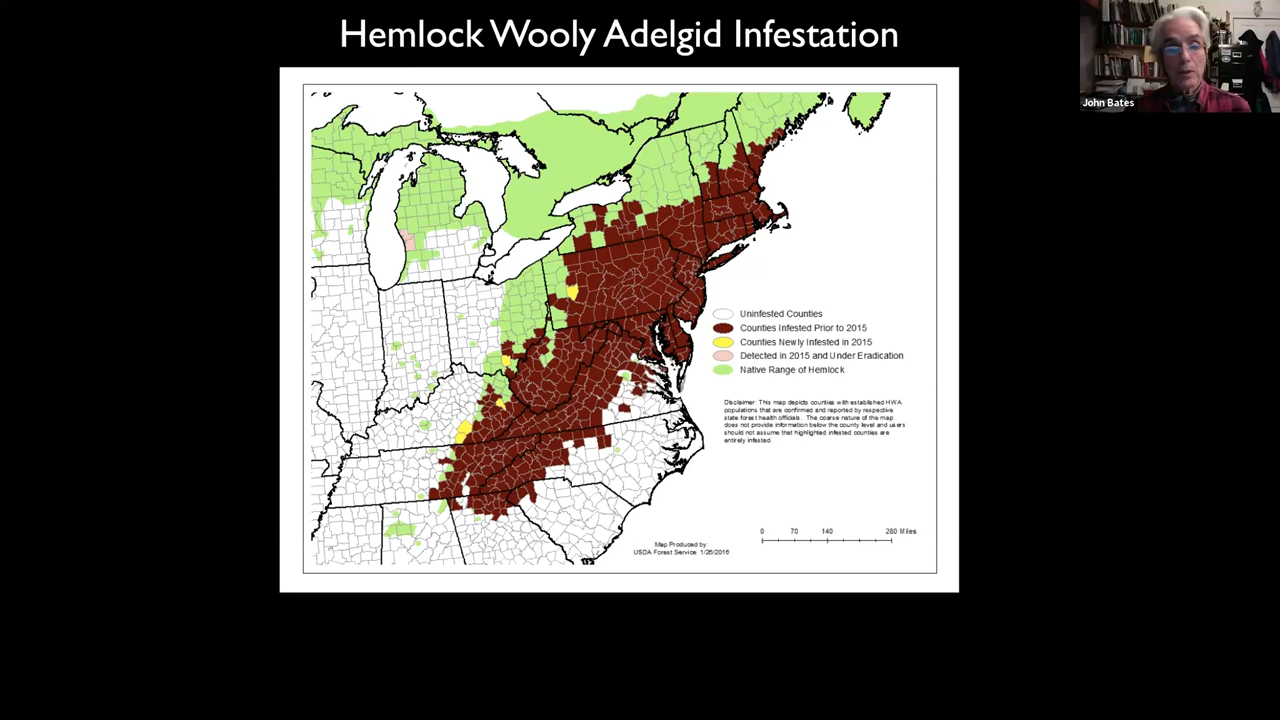 Hemlock Wooly Adelgid Infestation
John Bates
Uninfested Counties
Counties Infested Prior to 2015
Counties Newly Infested in 2015
Detected in 2015 and Under Eradication
Native Range of Hemlock
Disclaimer: This map depicts counties with established HWA
populations that are confirmed and reported by respective
state forest health officials. The coarse nature of the map
does not provide information below the county level and users
should not assume that highlighted infested counties are
entirely infested.
0 70 140 280 Miles
Map Produced by:
USDA Forest Service 1/26/2016